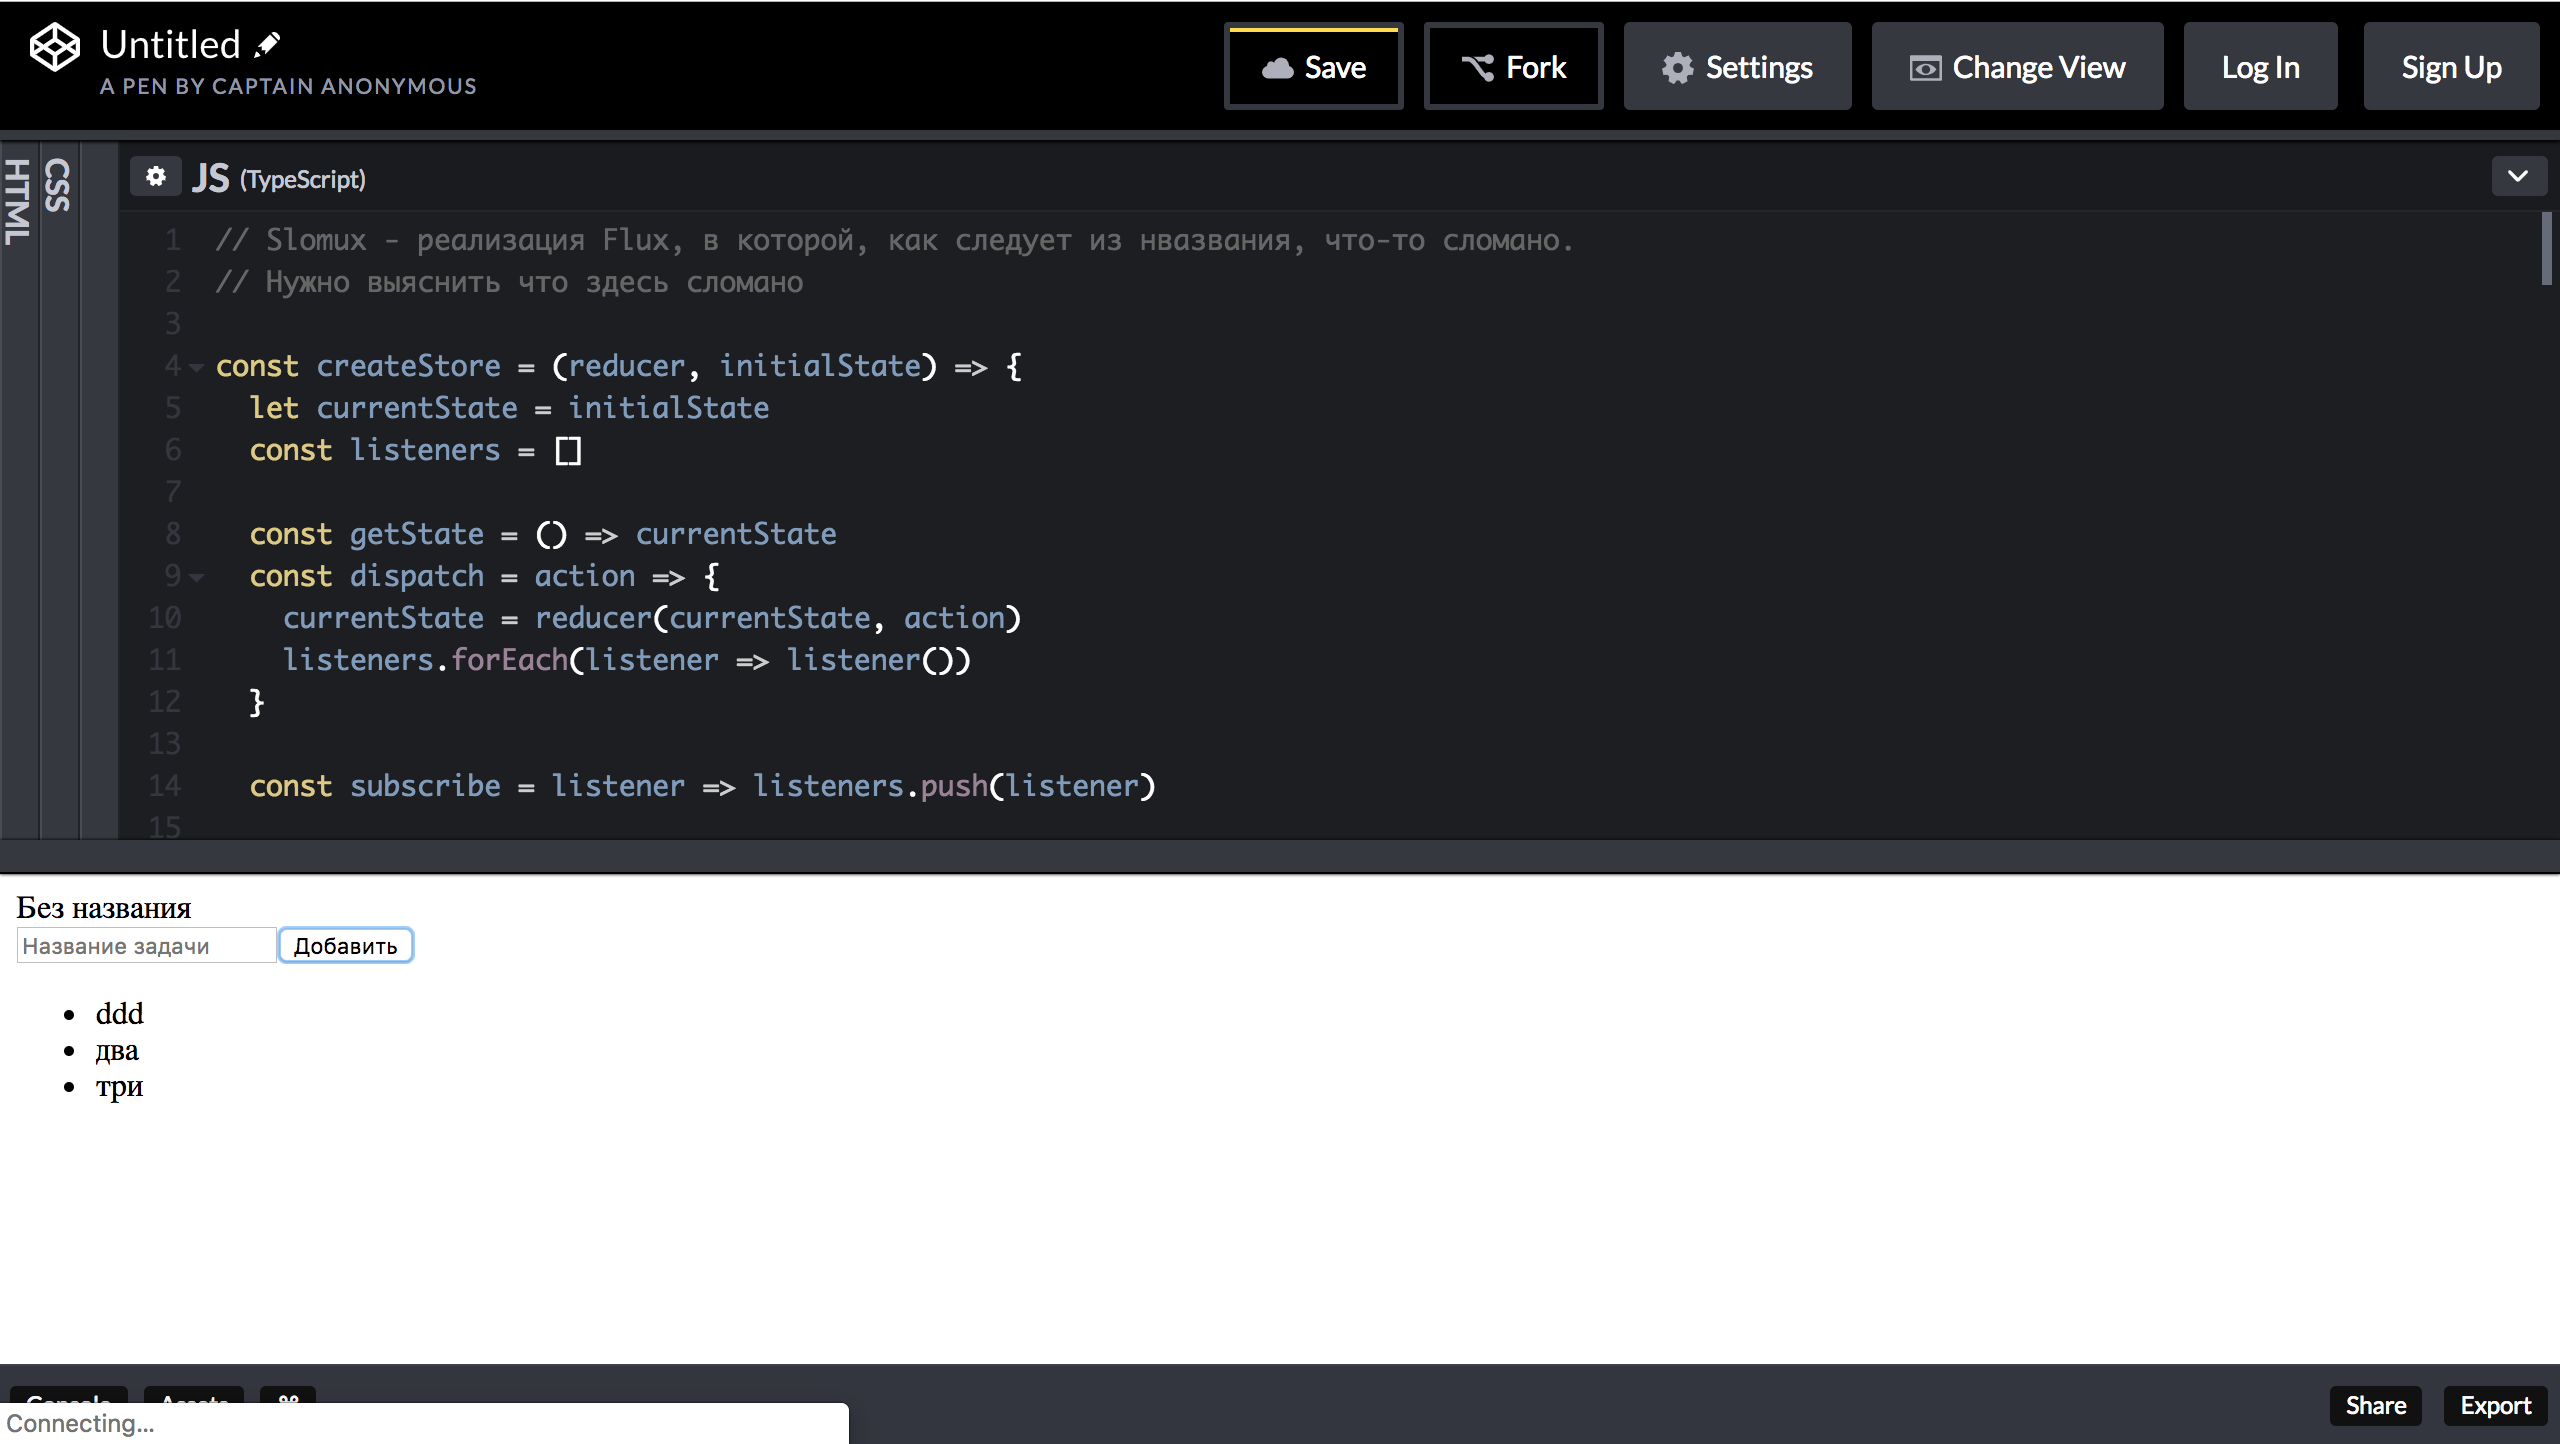 Untitled
A PEN BY CAPTAIN ANONYMOUS
Save
Fork
Settings
Change View
Log In
Sign Up
HTML
CSS
JS (TypeScript)
1 // Slomux - реализация Flux, в которой, как следует из нвазвания, что-то сломано.
2 // Нужно выяснить что здесь сломано
3
4 const createStore = (reducer, initialState) => {
5 let currentState = initialState
6 const listeners = []
7
8 const getState = () => currentState
9 const dispatch = action => {
10 currentState = reducer(currentState, action)
11 listeners.forEach(listener => listener())
12 }
13
14 const subscribe = listener => listeners.push(listener)
15
Без названия
Название задачи
Добавить
• ddd
• два
• три
Console
Assets
⌘
Connecting...
Share
Export